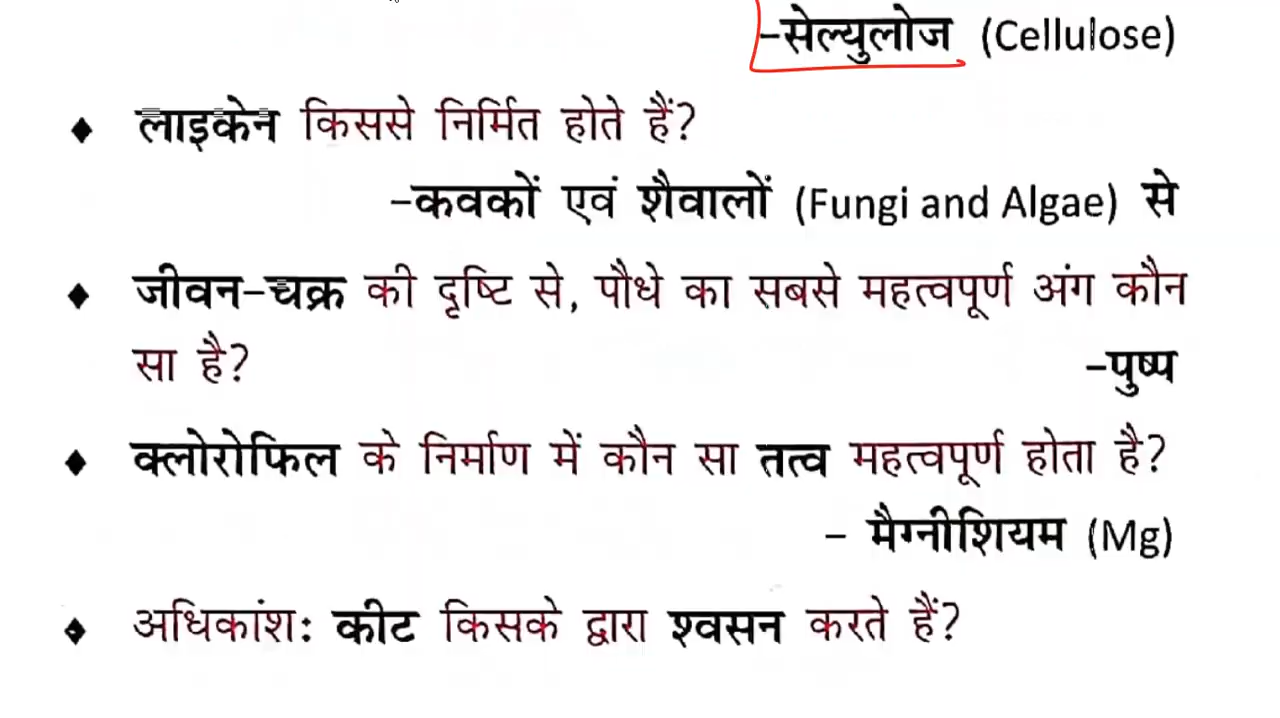 -सेल्युलोज (Cellulose)
♦ लाइकेन किससे निर्मित होते हैं?
-कवकों एवं शैवालों (Fungi and Algae) से
♦ जीवन-चक्र की दृष्टि से, पौधे का सबसे महत्वपूर्ण अंग कौन
सा है? -पुष्प
♦ क्लोरोफिल के निर्माण में कौन सा तत्व महत्वपूर्ण होता है?
- मैग्नीशियम (Mg)
♦ अधिकांश: कीट किसके द्वारा श्वसन करते हैं?